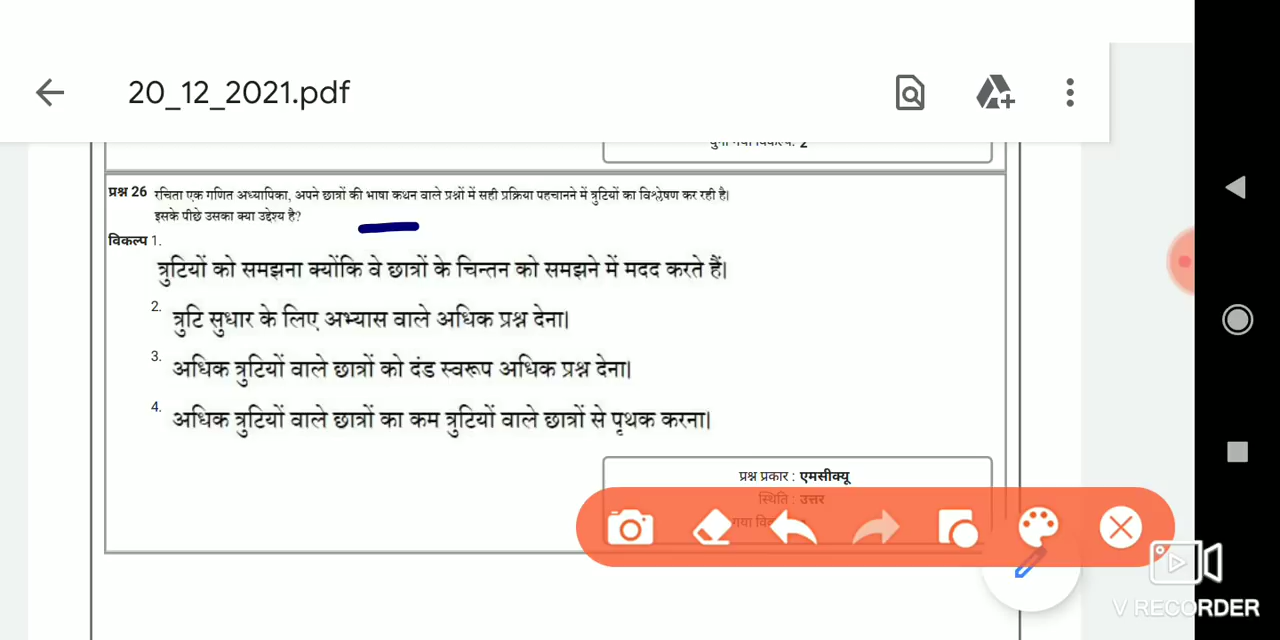 20_12_2021.pdf
2
प्रश्न 26 रचिता एक गणित अध्यापिका, अपने छात्रों की भाषा कथन वाले प्रश्नों में सही प्रक्रिया पहचानने में त्रुटियों का विश्लेषण कर रही है।
इसके पीछे उसका क्या उद्देश्य है?
विकल्प 1.
त्रुटियों को समझना क्योंकि वे छात्रों के चिन्तन को समझने में मदद करते हैं।
2. त्रुटि सुधार के लिए अभ्यास वाले अधिक प्रश्न देना।
3. अधिक त्रुटियों वाले छात्रों को दंड स्वरूप अधिक प्रश्न देना।
4. अधिक त्रुटियों वाले छात्रों का कम त्रुटियों वाले छात्रों से पृथक करना।
प्रश्न प्रकार : एमसीक्यू
स्थिति : उत्तर
V RECORDER